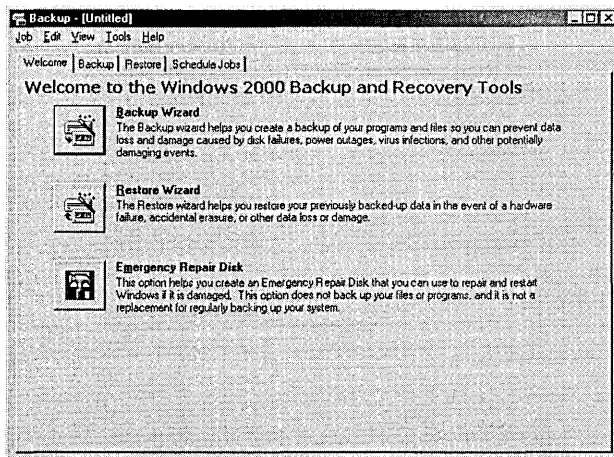 Backup - [Untitled]
Job Edit View Tools Help
Welcome Backup Restore Schedule Jobs
Welcome to the Windows 2000 Backup and Recovery Tools
Backup Wizard
The Backup wizard helps you create a backup of your programs and files so you can prevent data
loss and damage caused by disk failures, power outages, virus infections, and other potentially
damaging events.
Restore Wizard
The Restore wizard helps you restore your previously backed-up data in the event of a hardware
failure, accidental erasure, or other data loss or damage.
Emergency Repair Disk
This option helps you create an Emergency Repair Disk that you can use to repair and restart
Windows if it is damaged. This option does not back up your files or programs, and it is not a
replacement for regularly backing up your system.